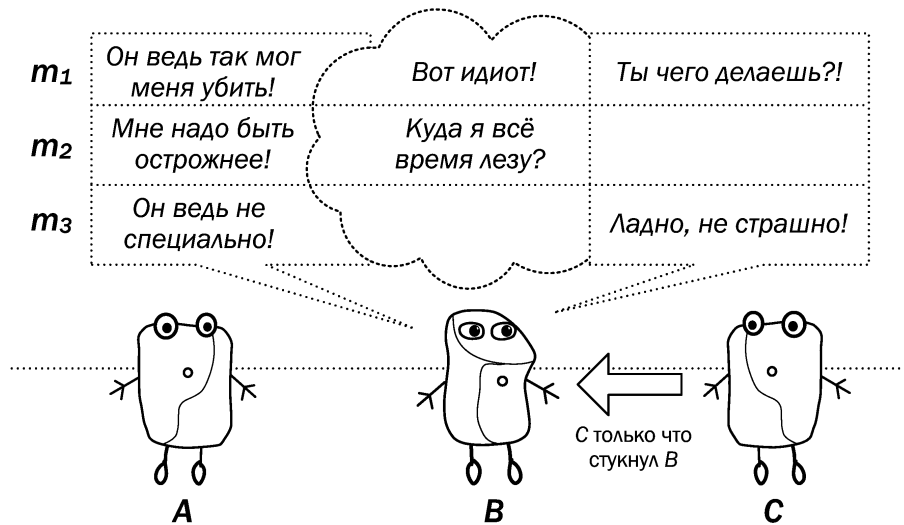 m1
Он ведь так мог
меня убить!
Вот идиот!
Ты чего делаешь?!
m2
Мне надо быть
острожнее!
Куда я всё
время лезу?
m3
Он ведь не
специально!
Ладно, не страшно!
C только что
стукнул B
A
B
C